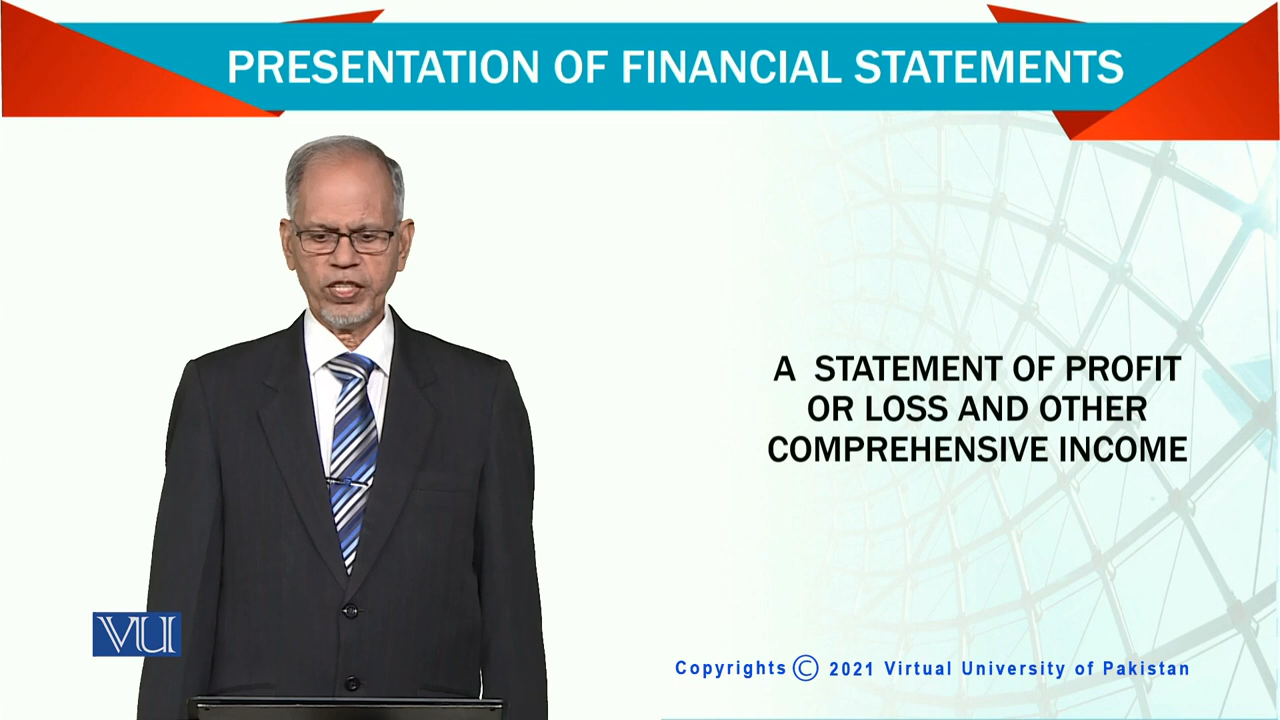 PRESENTATION OF FINANCIAL STATEMENTS
A STATEMENT OF PROFIT
OR LOSS AND OTHER
COMPREHENSIVE INCOME
VU
Copyrights © 2021 Virtual University of Pakistan